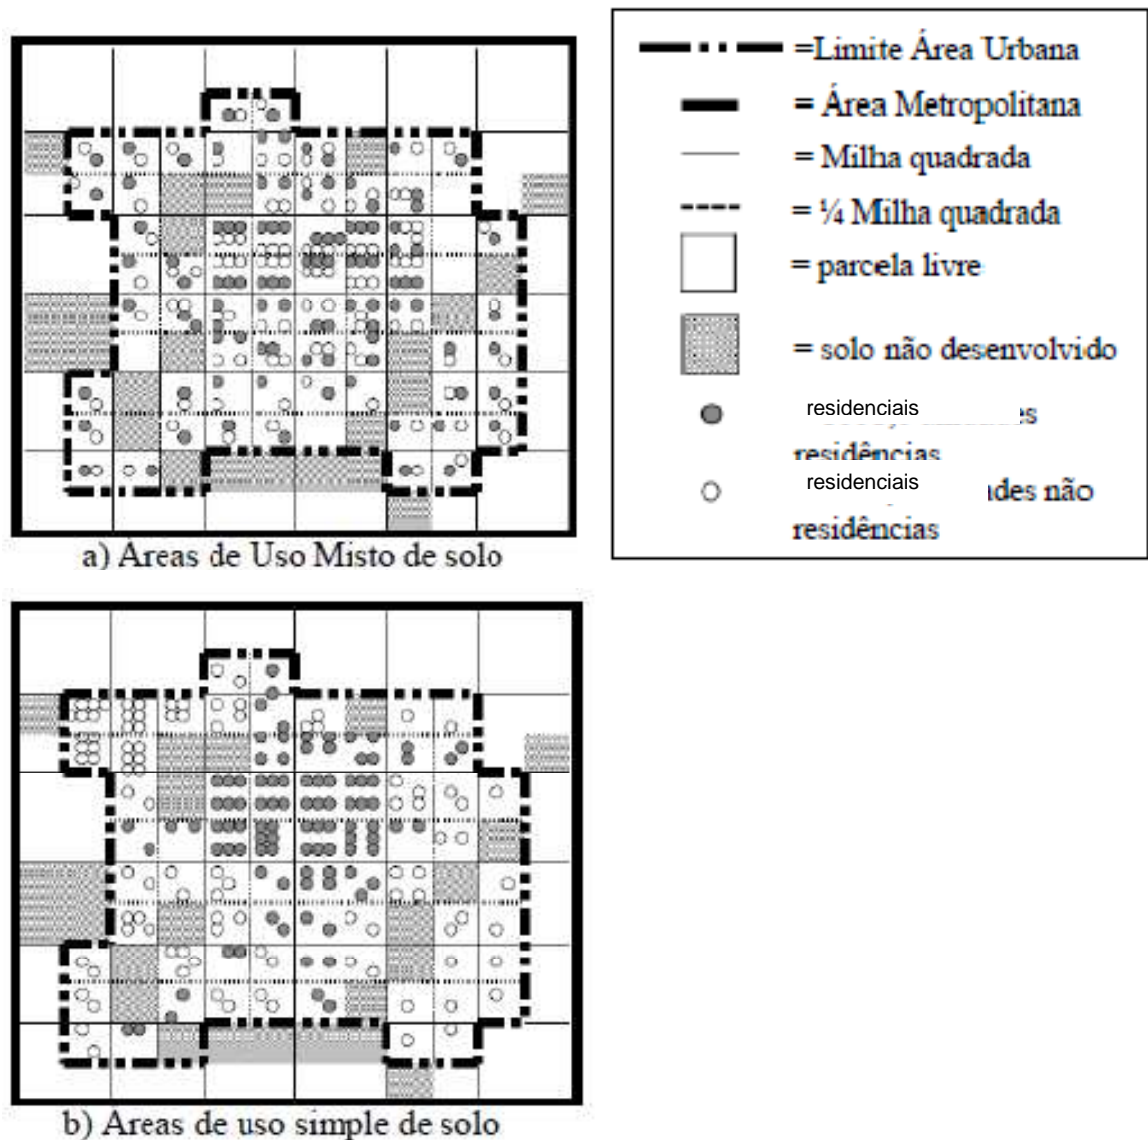 =Limite Área Urbana
= Área Metropolitana
= Milha quadrada
= ¼ Milha quadrada
= parcela livre
= solo não desenvolvido
residenciais
residências
residenciais não
residências
a) Áreas de Uso Misto de solo
b) Areas de uso simple de solo